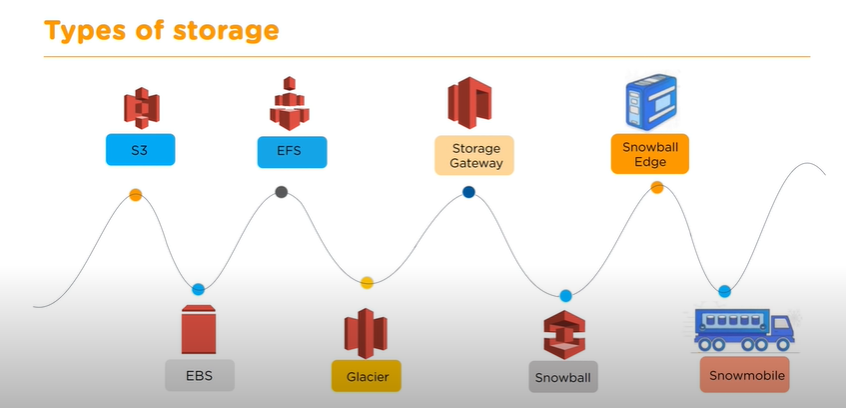 Types of storage
S3
EFS
Storage
Gateway
Snowball
Edge
EBS
Glacier
Snowball
Snowmobile